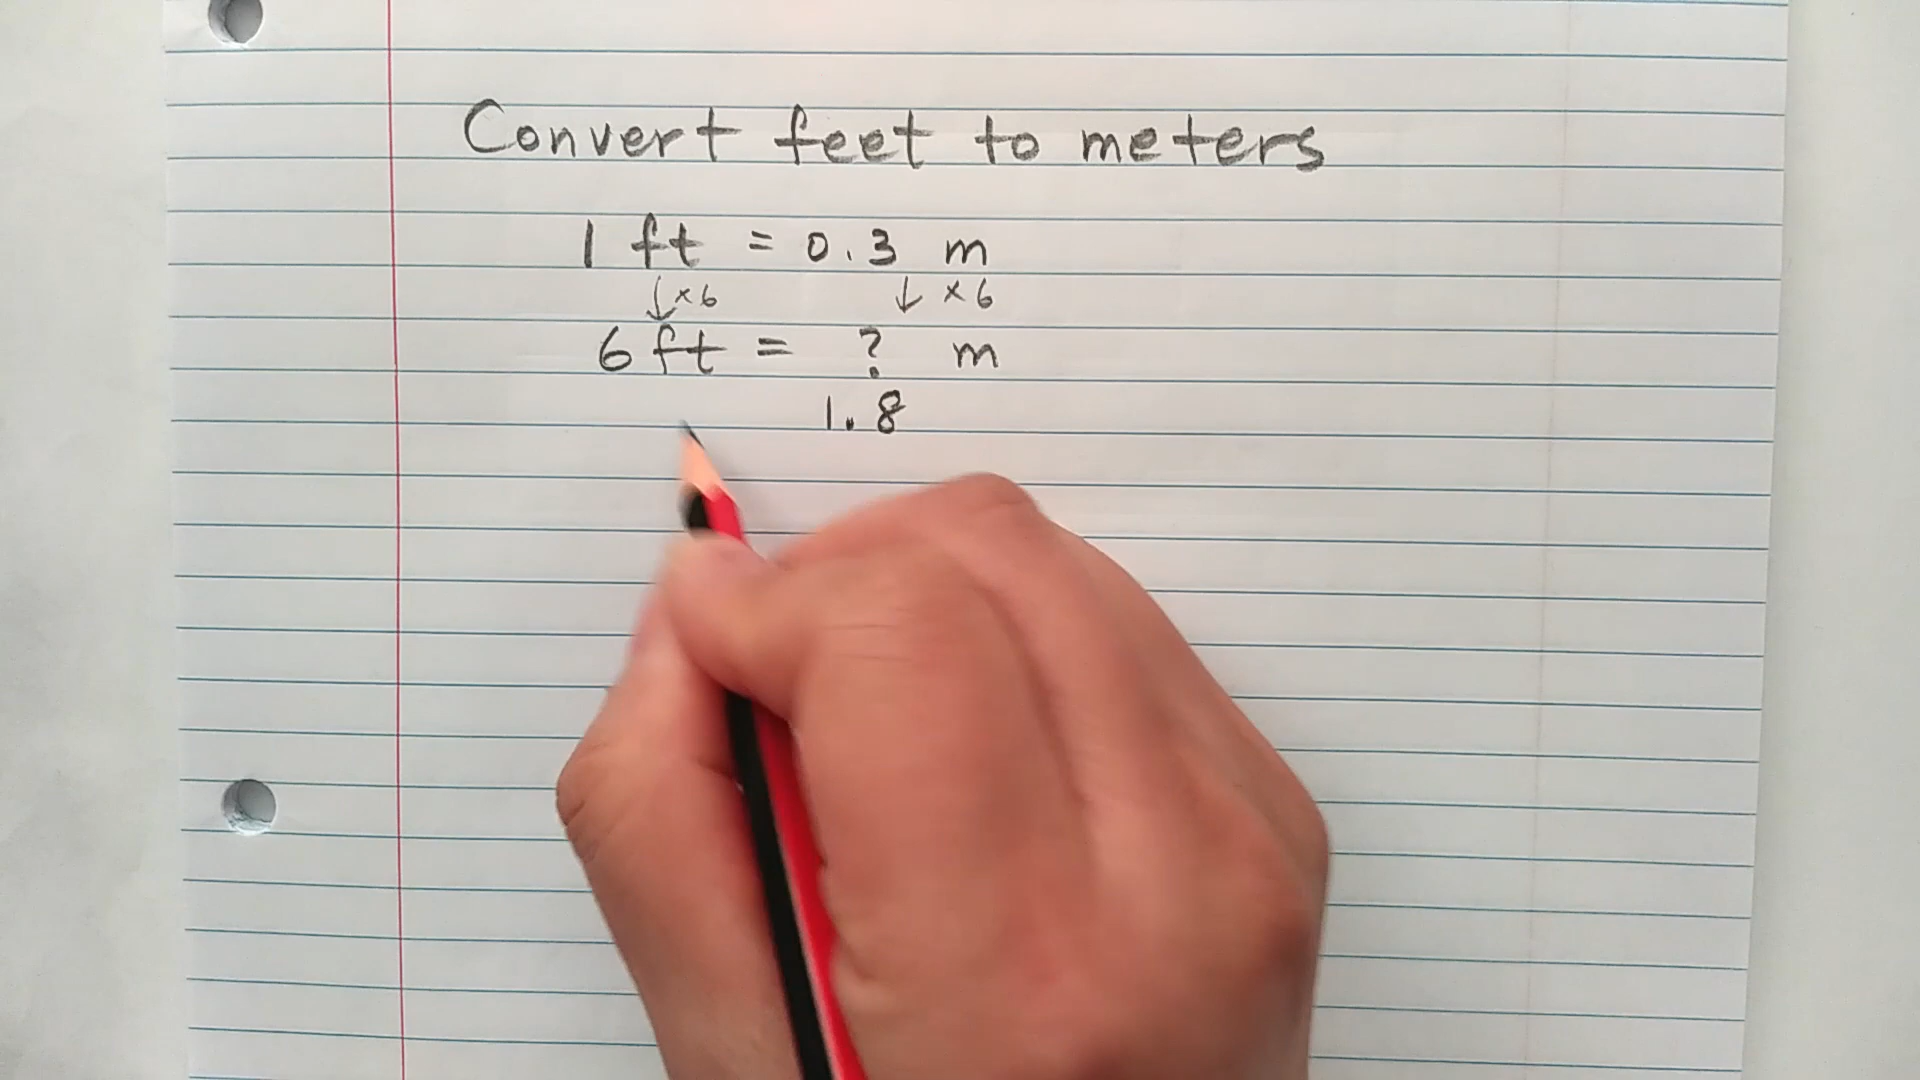 Convert feet to meters
1 ft = 0.3 m
↓×6 ↓ ×6
6 ft = ? m
1.8